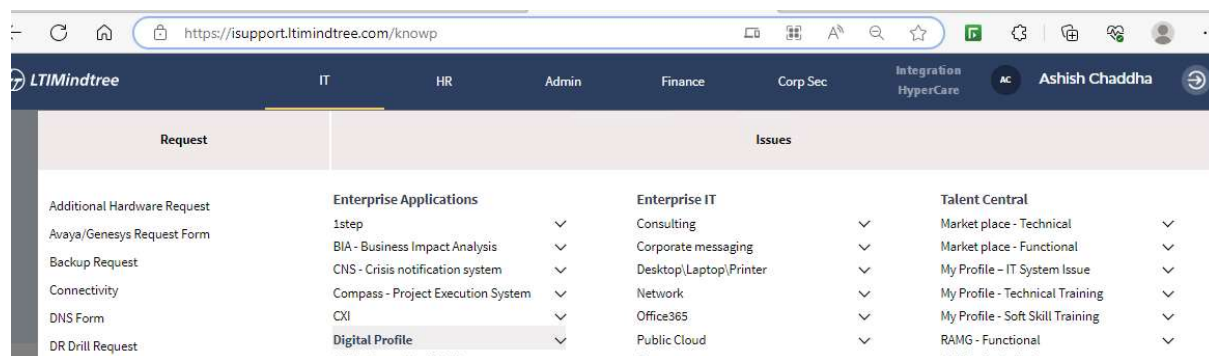 https://isupport.ltimindtree.com/knowp
LTIMindtree
IT
HR
Admin
Finance
Corp Sec
Integration
HyperCare
AC
Ashish Chaddha
Request
Issues
Additional Hardware Request
Avaya/Genesys Request Form
Backup Request
Connectivity
DNS Form
DR Drill Request
Enterprise Applications
1step
BIA - Business Impact Analysis
CNS - Crisis notification system
Compass - Project Execution System
CXI
Digital Profile
Enterprise IT
Consulting
Corporate messaging
Desktop\Laptop\Printer
Network
Office365
Public Cloud
Talent Central
Market place - Technical
Market place - Functional
My Profile – IT System Issue
My Profile - Technical Training
My Profile - Soft Skill Training
RAMG - Functional